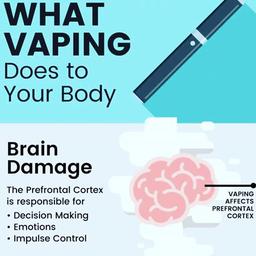 WHAT
VAPING
Does to
Your Body
Brain
Damage
The Prefrontal Cortex
is responsible for
• Decision Making
• Emotions
• Impulse Control
VAPING
AFFECTS
PREFRONTAL
CORTEX